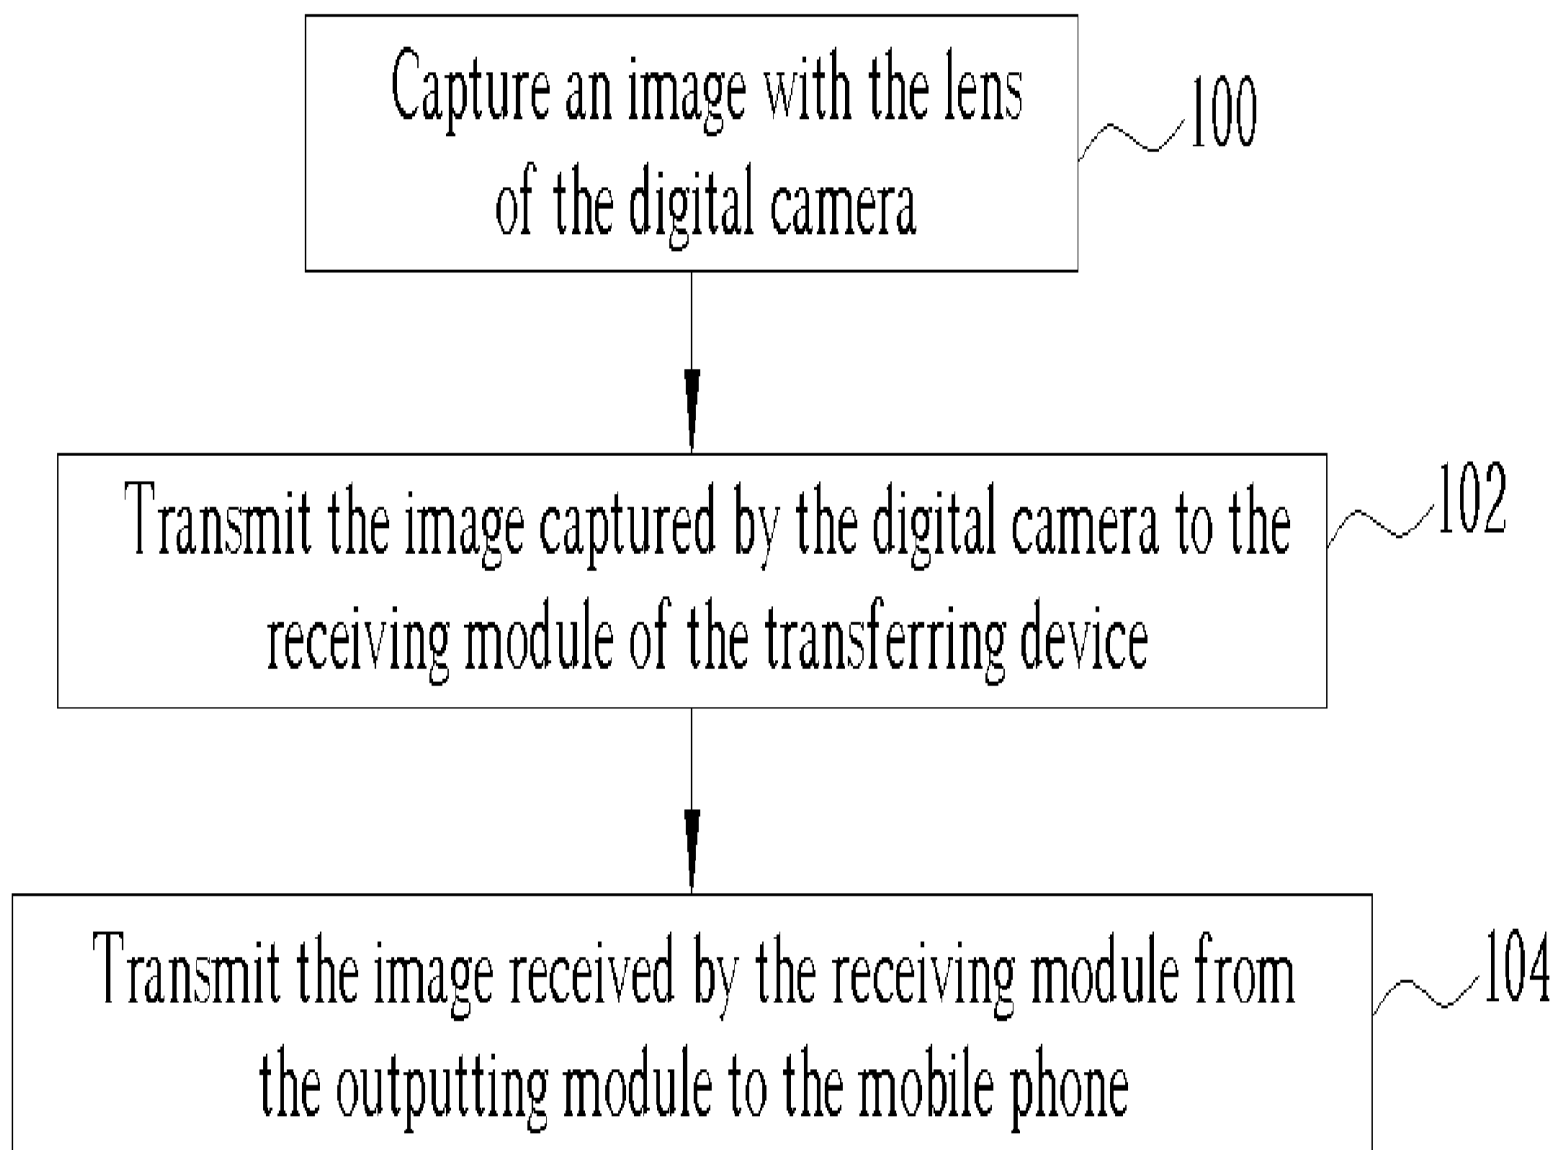 Capture an image with the lens
of the digital camera
100
Transmit the image captured by the digital camera to the
receiving module of the transferring device
102
Transmit the image received by the receiving module from
the outputting module to the mobile phone
104